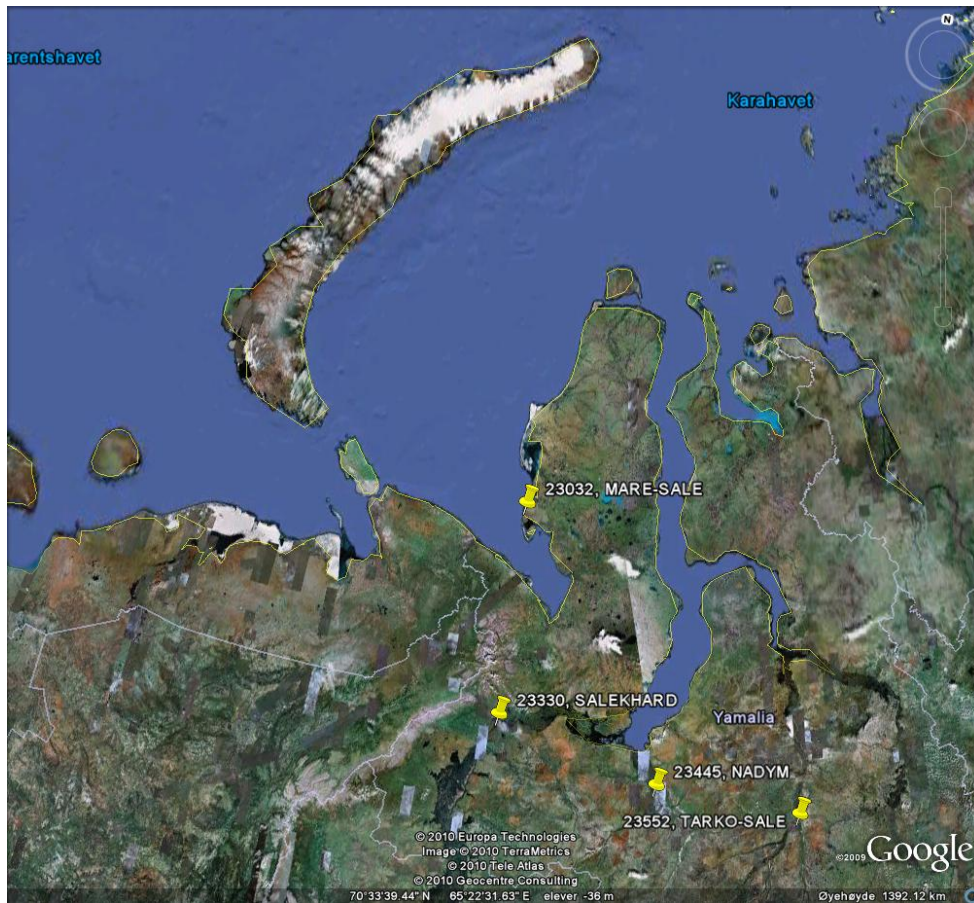 N
arentshavet
Karahavet
23032, MARE-SALE
23330, SALEKHARD
Yamalia
23445, NADYM
23552, TARKO-SALE
© 2010 Europa Technologies
Image © 2010 TerraMetrics
© 2010 Tele Atlas
© 2010 Geocentre Consulting
©2009 Google
70°33'39.44" N 65°22'31.63" E elever -36 m Øyehøyde 1392.12 km